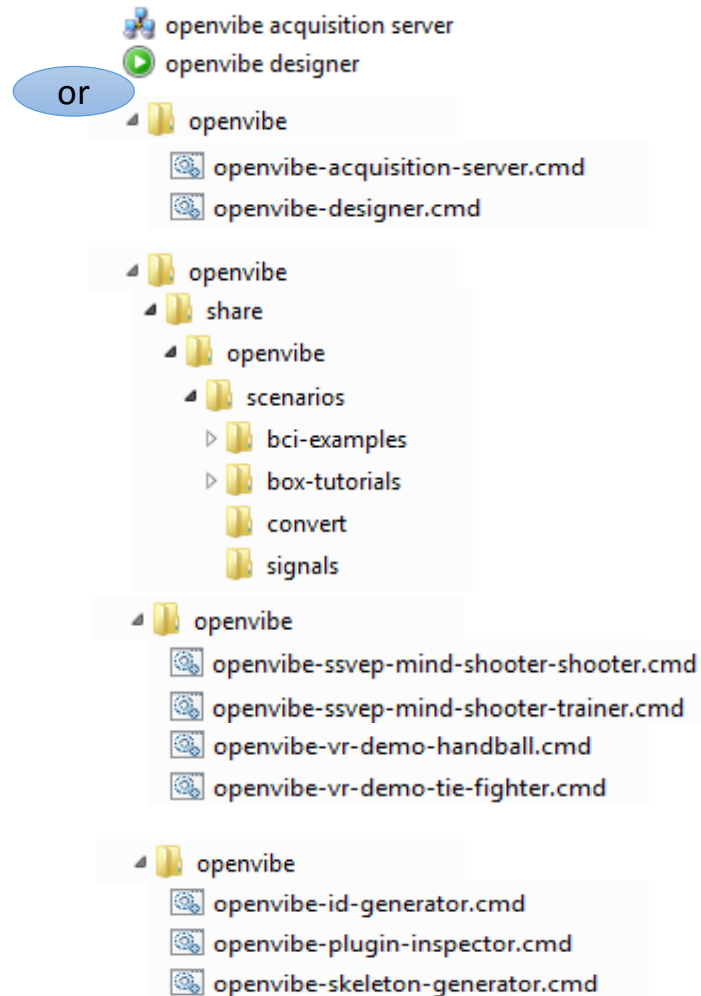 openvibe acquisition server
openvibe designer
or
openvibe
openvibe-acquisition-server.cmd
openvibe-designer.cmd
openvibe
share
openvibe
scenarios
bci-examples
box-tutorials
convert
signals
openvibe
openvibe-ssvep-mind-shooter-shooter.cmd
openvibe-ssvep-mind-shooter-trainer.cmd
openvibe-vr-demo-handball.cmd
openvibe-vr-demo-tie-fighter.cmd
openvibe
openvibe-id-generator.cmd
openvibe-plugin-inspector.cmd
openvibe-skeleton-generator.cmd